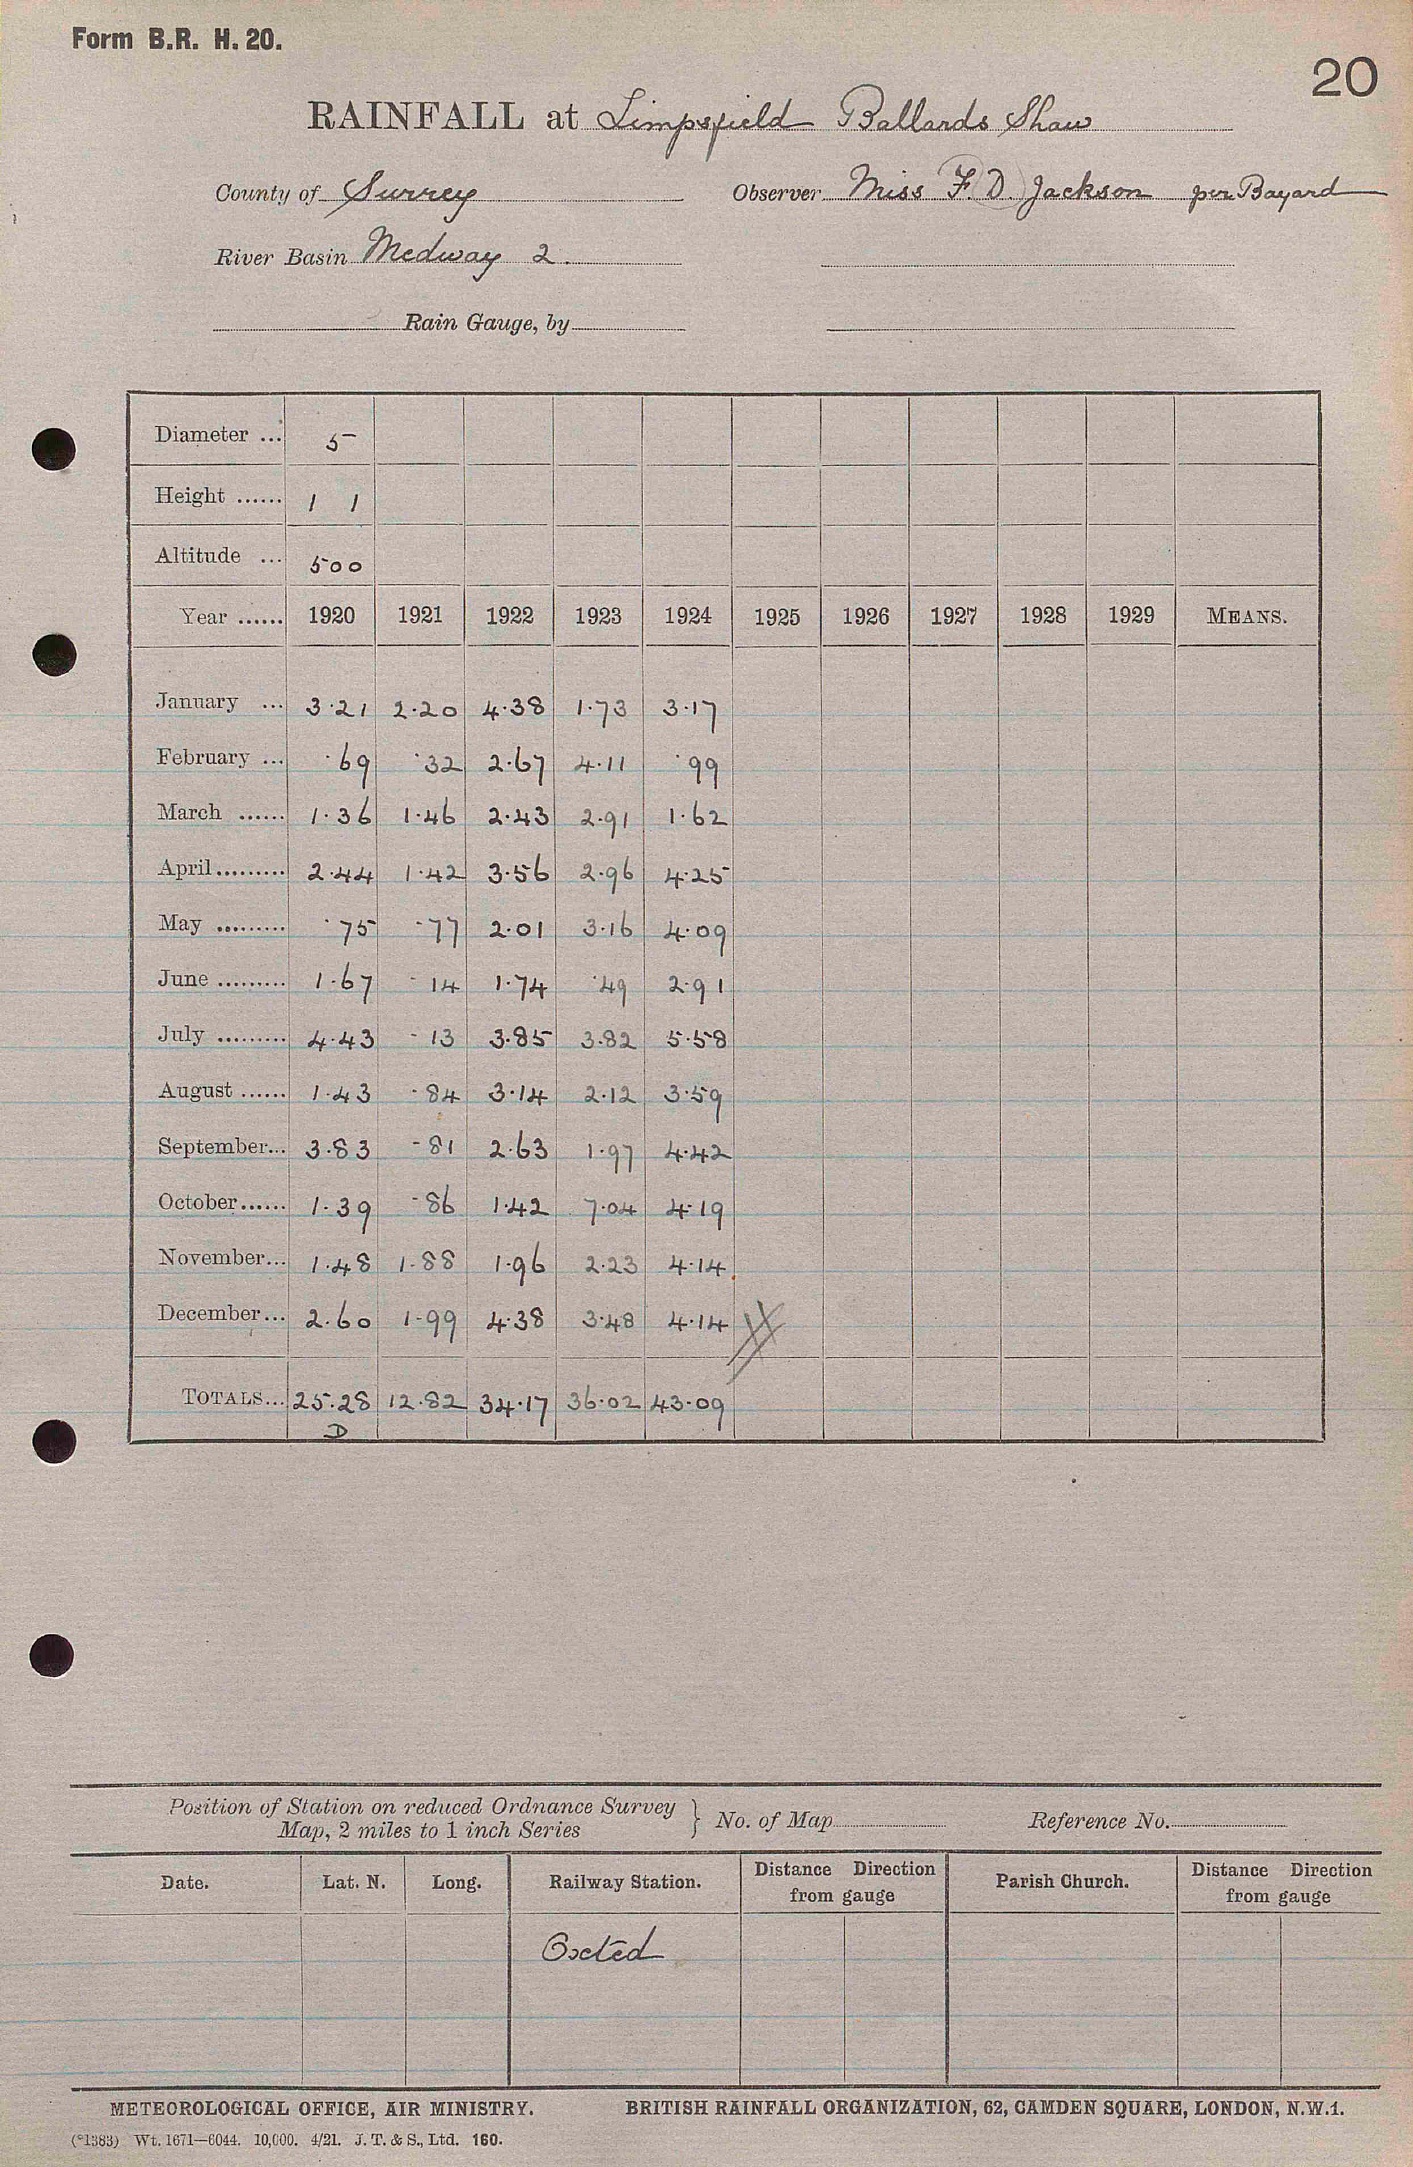 Form B.R. H. 20.
20
RAINFALL at Limpsfield Ballards Shaw
County of Surrey Observer Miss F. D. Jackson per Bayard
River Basin Medway 2.
Rain Gauge, by
Diameter ... 5
Height ...... 1 1
Altitude ... 500
Year ...... 1920 1921 1922 1923 1924 1925 1926 1927 1928 1929 MEANS.
January ... 3.21 2.20 4.38 1.73 3.17
February ... .69 .32 2.67 4.11 .99
March ...... 1.36 1.46 2.43 2.91 1.62
April ......... 2.44 1.42 3.56 2.96 4.25
May ......... .75 .77 2.01 3.16 4.09
June ......... 1.67 .14 1.74 .49 2.91
July ......... 4.43 .13 3.85 3.82 5.58
August ...... 1.43 .84 3.14 2.12 3.59
September... 3.83 .81 2.63 1.97 4.42
October...... 1.39 .86 1.42 7.04 4.19
November... 1.48 1.88 1.96 2.23 4.14
December... 2.60 1.99 4.38 3.48 4.14
TOTALS... 25.28 12.82 34.17 36.02 43.09
D
Position of Station on reduced Ordnance Survey
Map, 2 miles to 1 inch Series } No. of Map Reference No.
Date. Lat. N. Long. Railway Station. Distance Direction from gauge Parish Church. Distance Direction from gauge
Oxted
METEOROLOGICAL OFFICE, AIR MINISTRY. BRITISH RAINFALL ORGANIZATION, 62, CAMDEN SQUARE, LONDON, N.W.1.
(*1383) Wt. 1671—6044. 10,000. 4/21. J. T. & S., Ltd. 160.